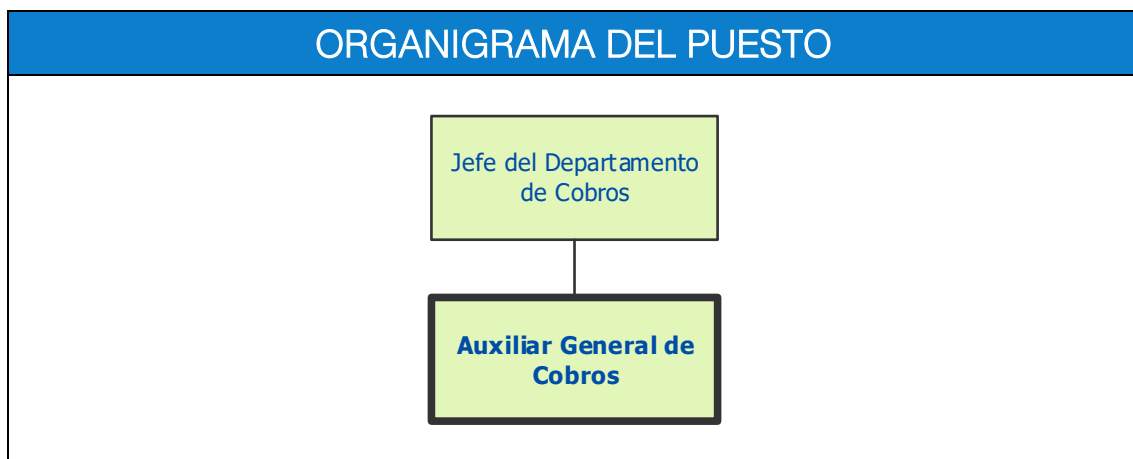 ORGANIGRAMA DEL PUESTO
Jefe del Departamento
de Cobros
Auxiliar General de
Cobros